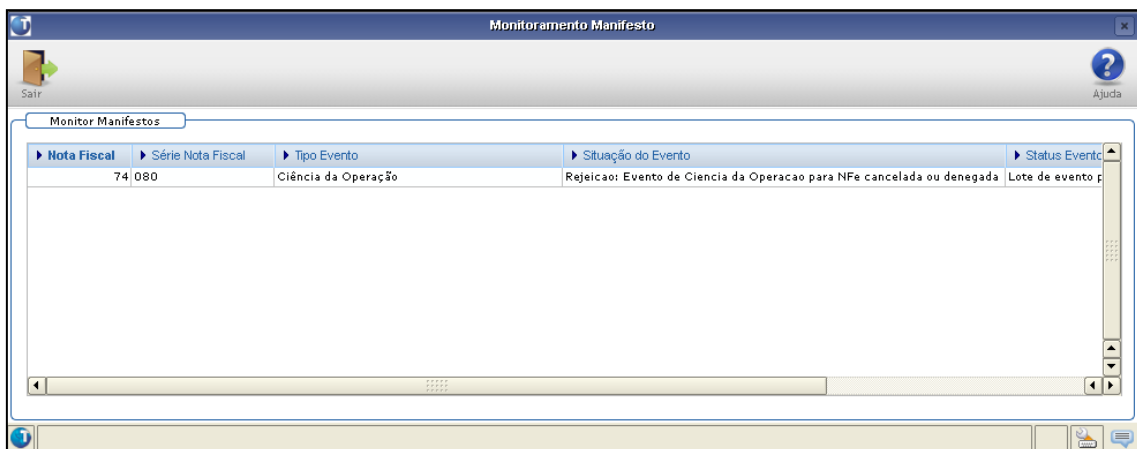 Monitoramento Manifesto
Sair
Ajuda
Monitor Manifestos
Nota Fiscal Série Nota Fiscal Tipo Evento Situação do Evento Status Evento
74 080 Ciência da Operação Rejeicao: Evento de Ciencia da Operacao para NFe cancelada ou denegada Lote de evento p